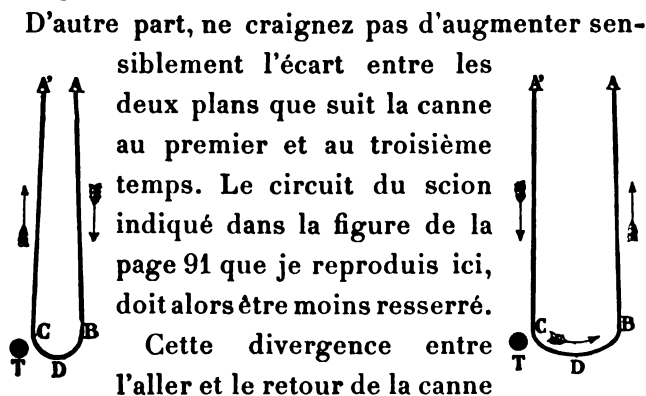 D'autre part, ne craignez pas d'augmenter sen-
siblement l'écart entre les
deux plans que suit la canne
au premier et au troisième
temps. Le circuit du scion
indiqué dans la figure de la
page 91 que je reproduis ici,
doit alors être moins resserré.
Cette divergence entre
l'aller et le retour de la canne
A' A
C B
T D
A' A
C B
T D